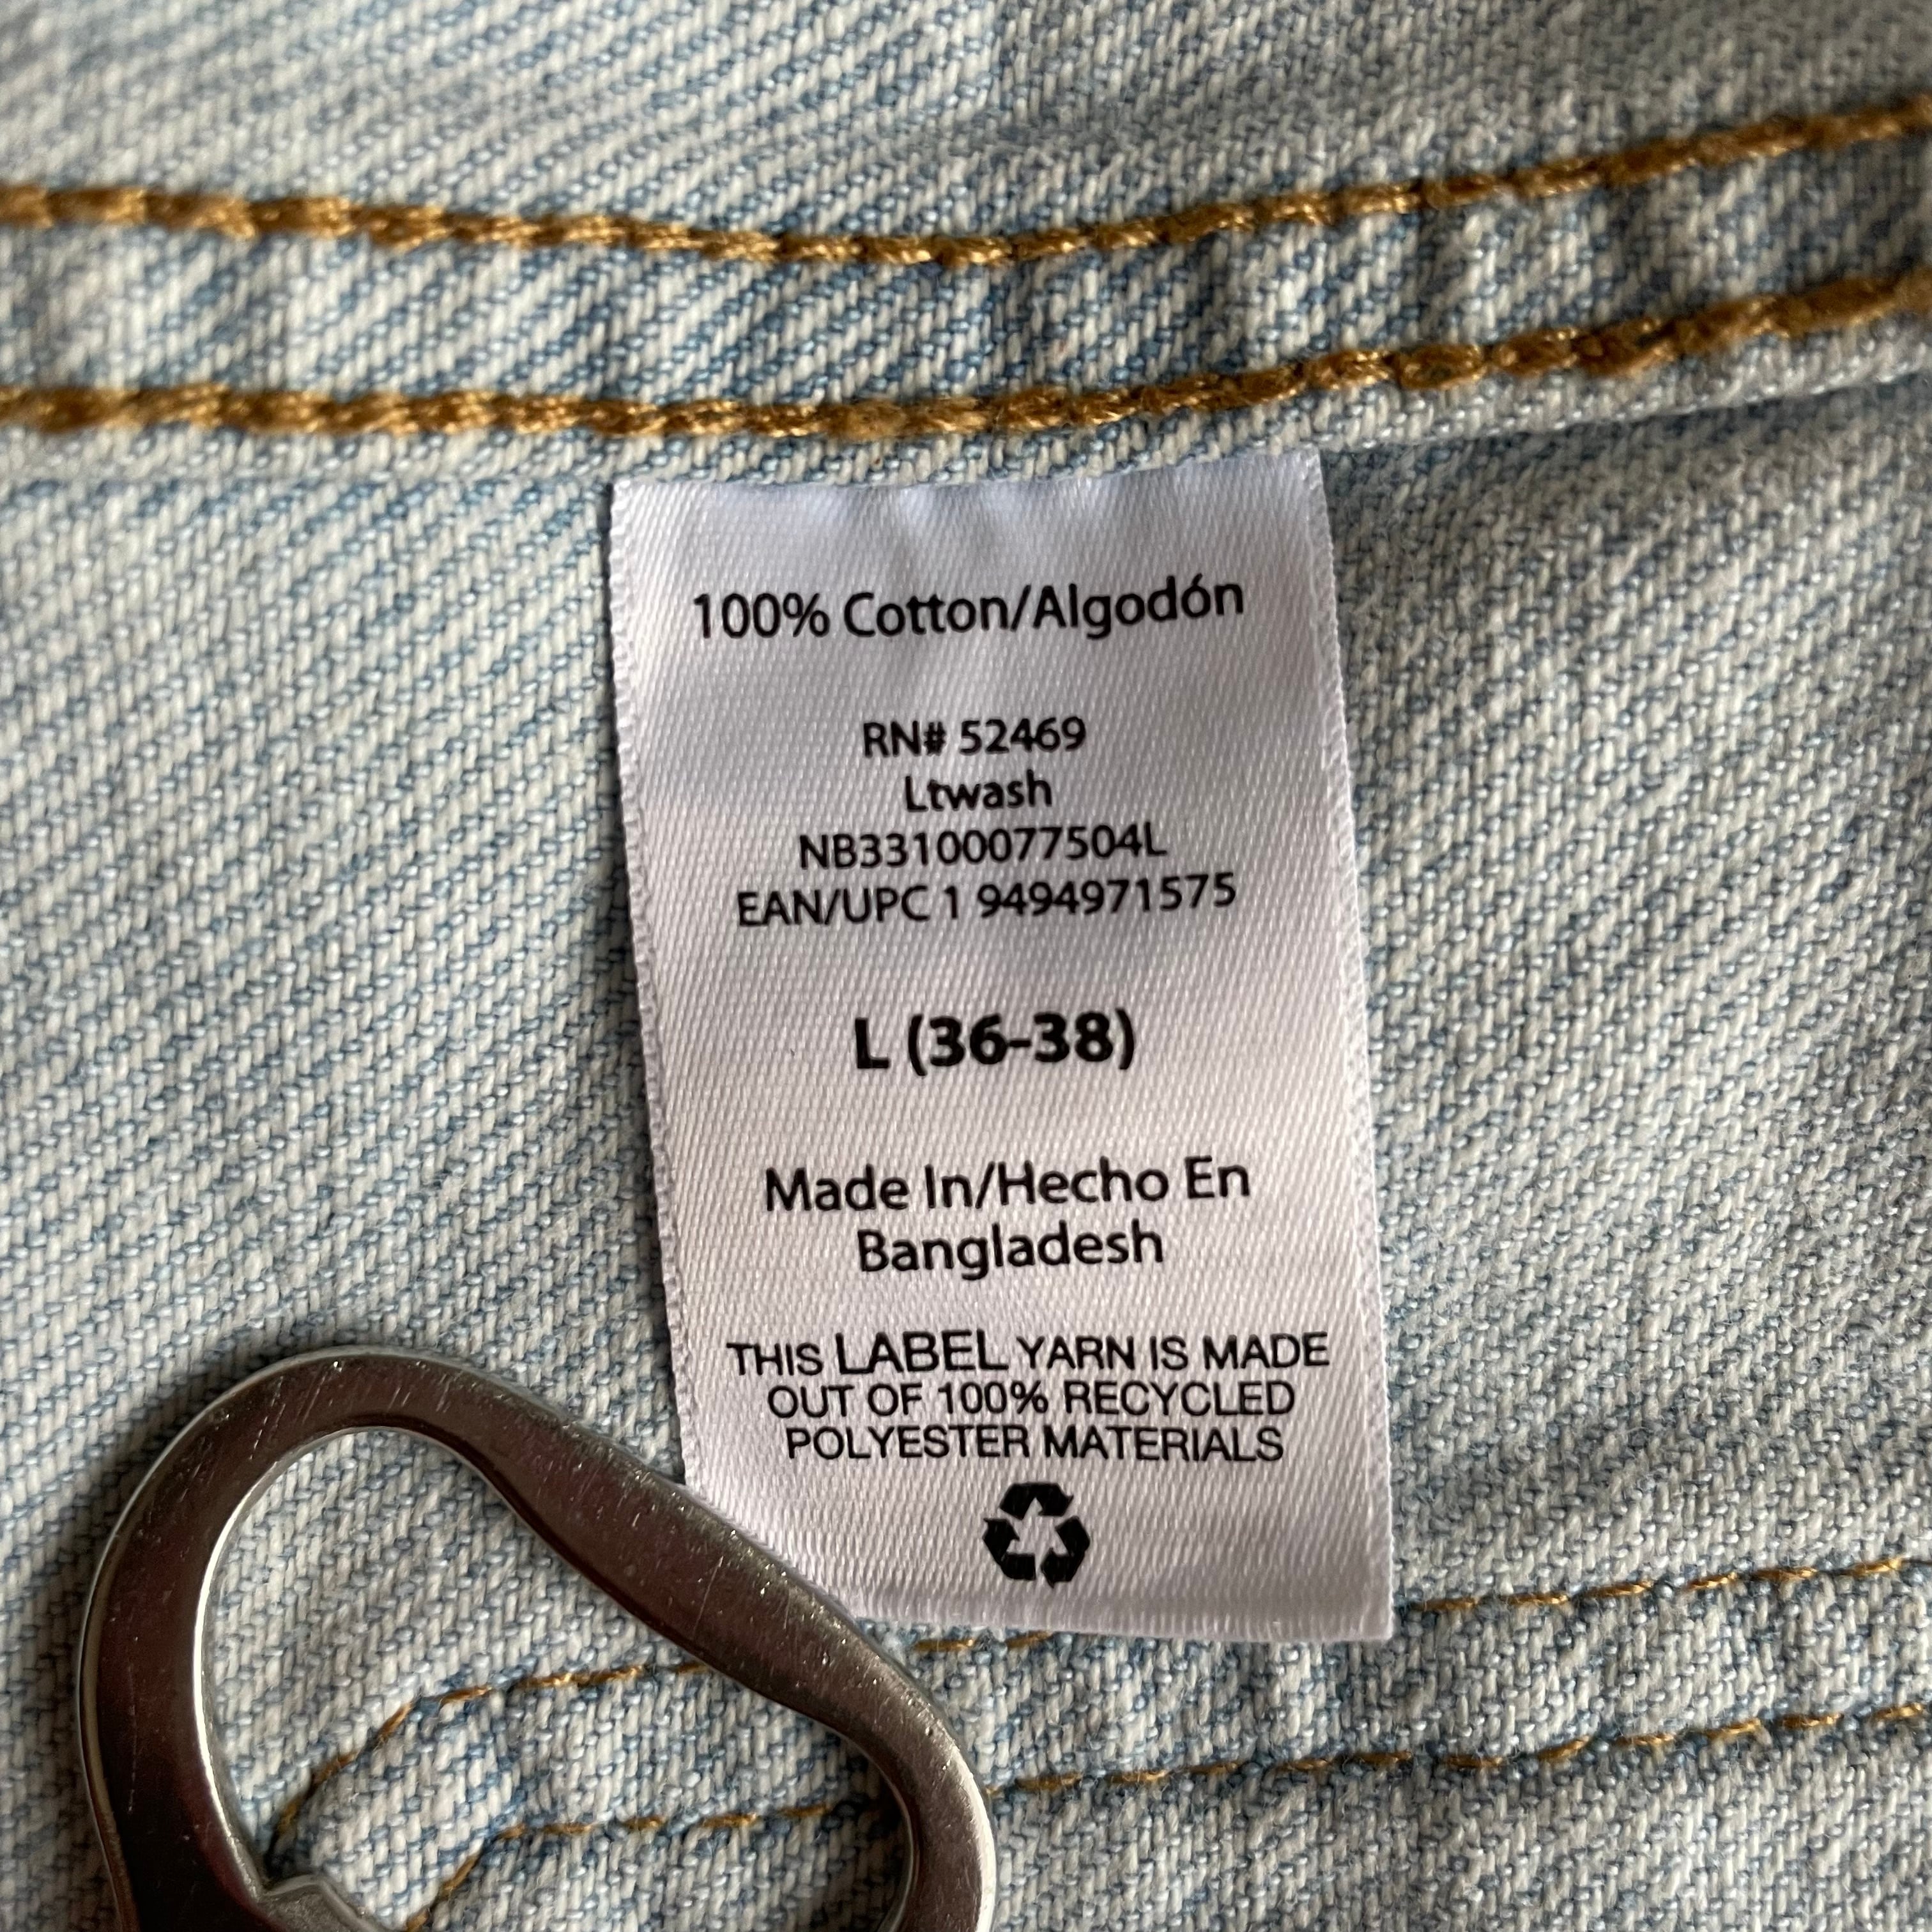 100% Cotton/Algodón
RN# 52469
Ltwash
NB33100077504L
EAN/UPC 1 9494971575
L (36-38)
Made In/Hecho En
Bangladesh
THIS LABEL YARN IS MADE
OUT OF 100% RECYCLED
POLYESTER MATERIALS